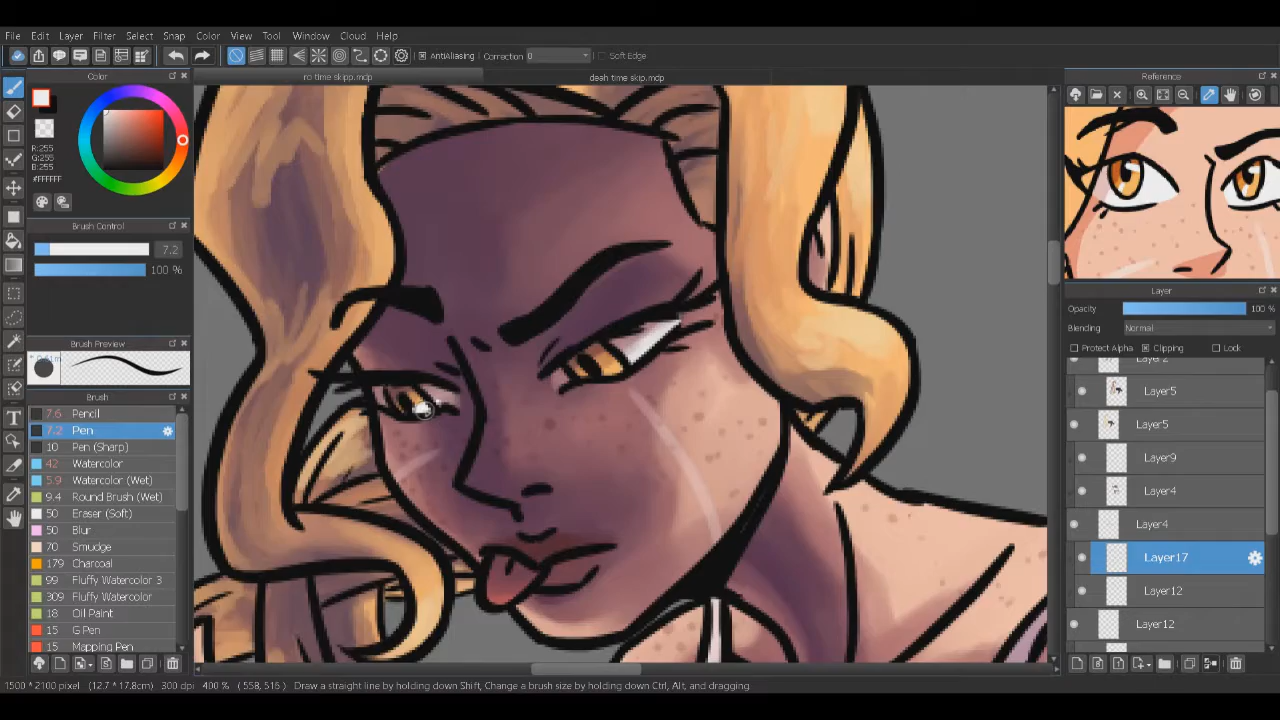 File Edit Layer Filter Select Snap Color View Tool Window Cloud Help
AntiAliasing Correction 0 Soft Edge
Color
ro time skipp.mdp
deah time skip.mdp
Reference
R:255
G:255
B:255
#FFFFFF
Brush Control
7.2
100 %
Brush Preview
Brush
7.6 Pencil
7.2 Pen
10 Pen (Sharp)
42 Watercolor
5.9 Watercolor (Wet)
9.4 Round Brush (Wet)
50 Eraser (Soft)
50 Blur
70 Smudge
179 Charcoal
99 Fluffy Watercolor 3
309 Fluffy Watercolor
18 Oil Paint
15 G Pen
15 Mapping Pen
Layer
Opacity 100 %
Blending Normal
Protect Alpha Clipping Lock
Layer5
Layer5
Layer9
Layer4
Layer4
Layer17
Layer12
Layer12
1500 * 2100 pixel (12.7 * 17.8cm) 300 dpi 400 % ( 558, 516 ) Draw a straight line by holding down Shift, Change a brush size by holding down Ctrl, Alt, and dragging